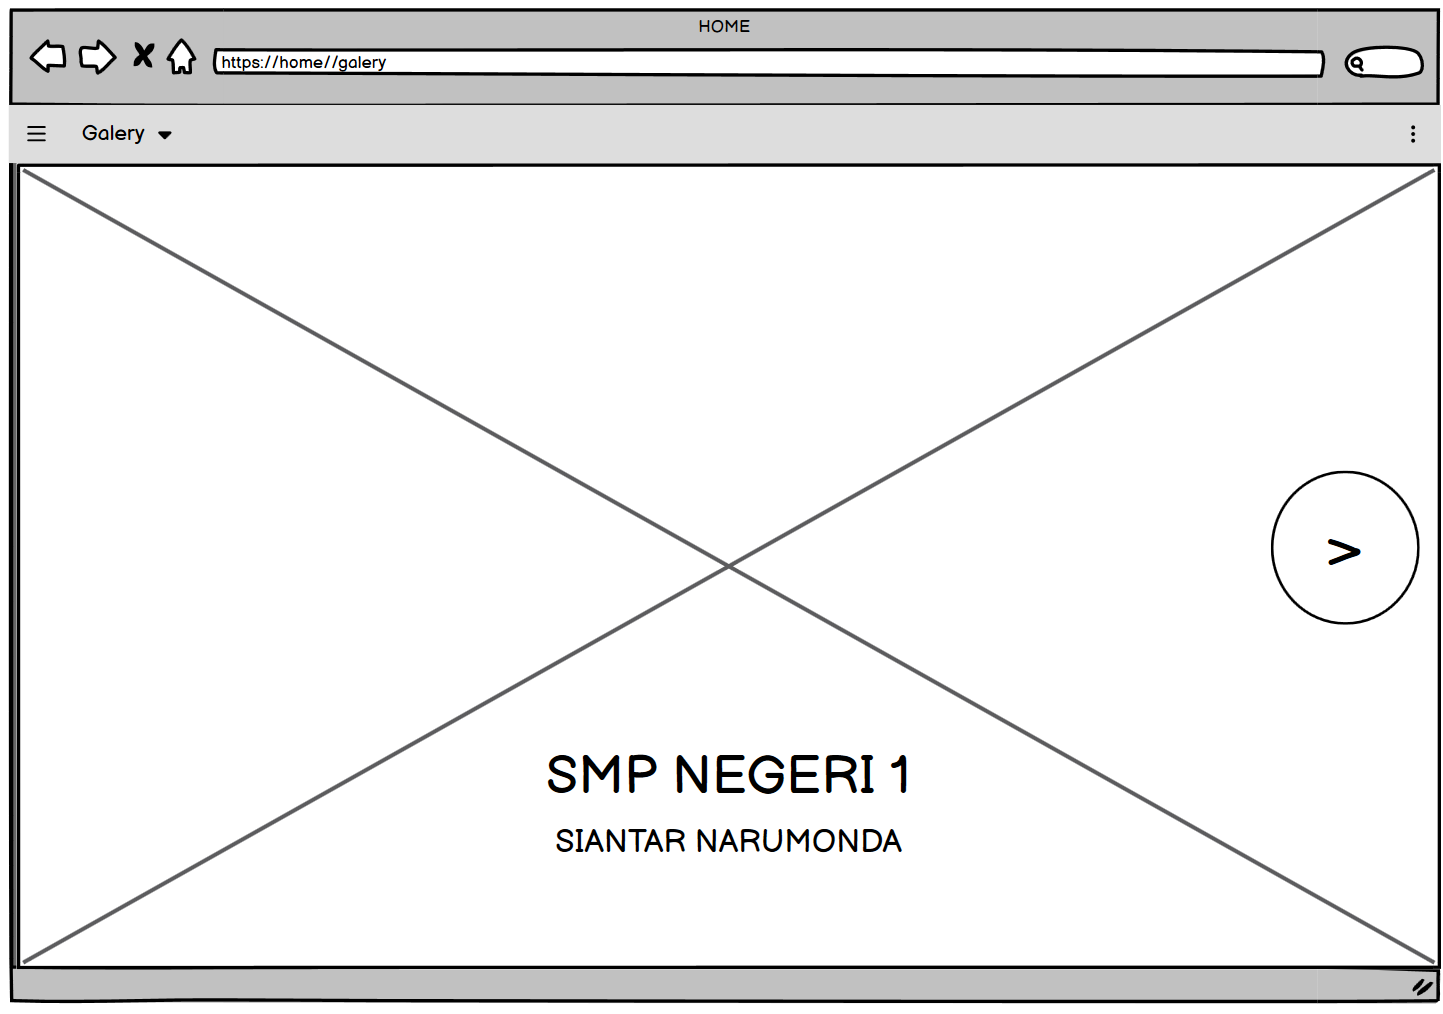 HOME
https://home//galery
Galery
>
SMP NEGERI 1
SIANTAR NARUMONDA